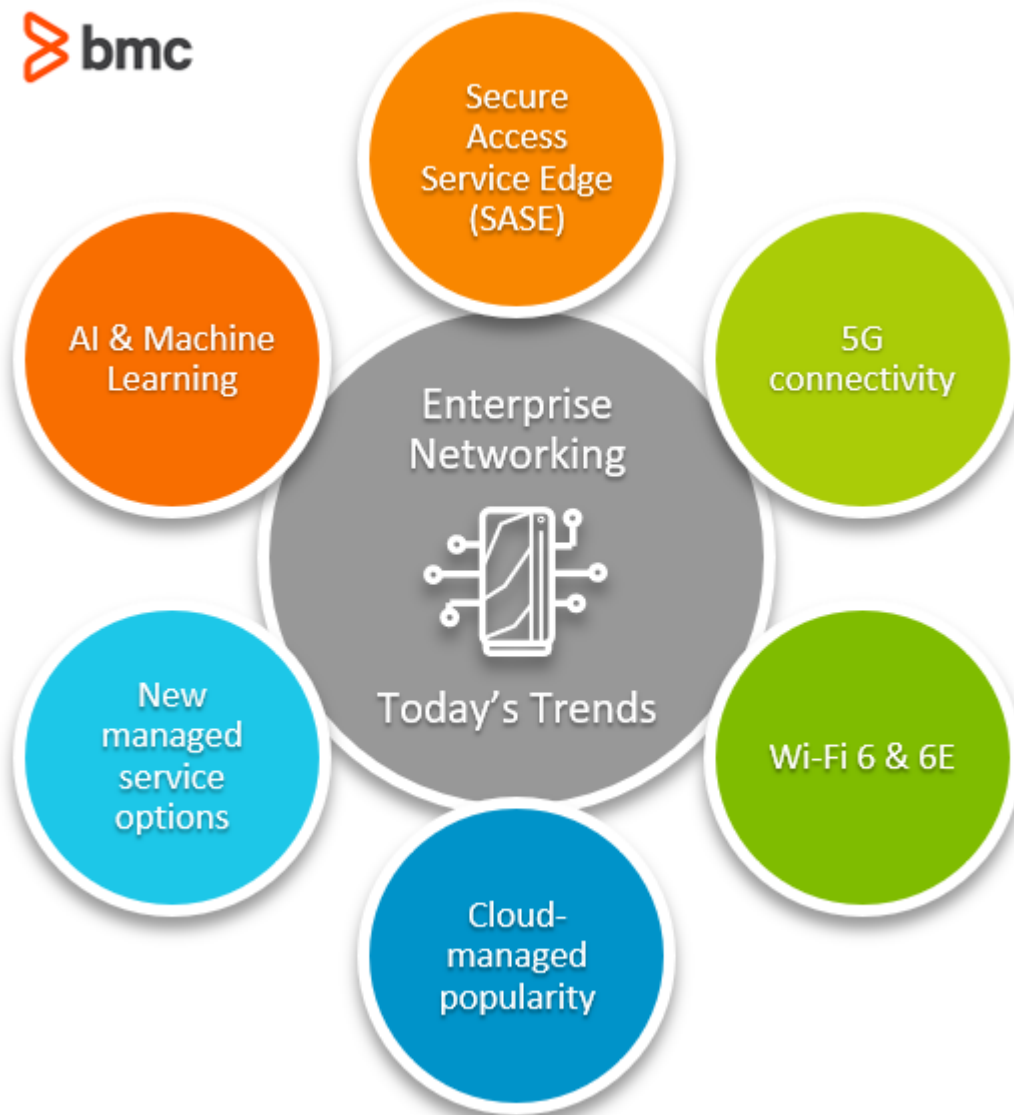 bmc
Secure
Access
Service Edge
(SASE)
AI & Machine
Learning
5G
connectivity
Enterprise
Networking
Today's Trends
New
managed
service
options
Wi-Fi 6 & 6E
Cloud-
managed
popularity